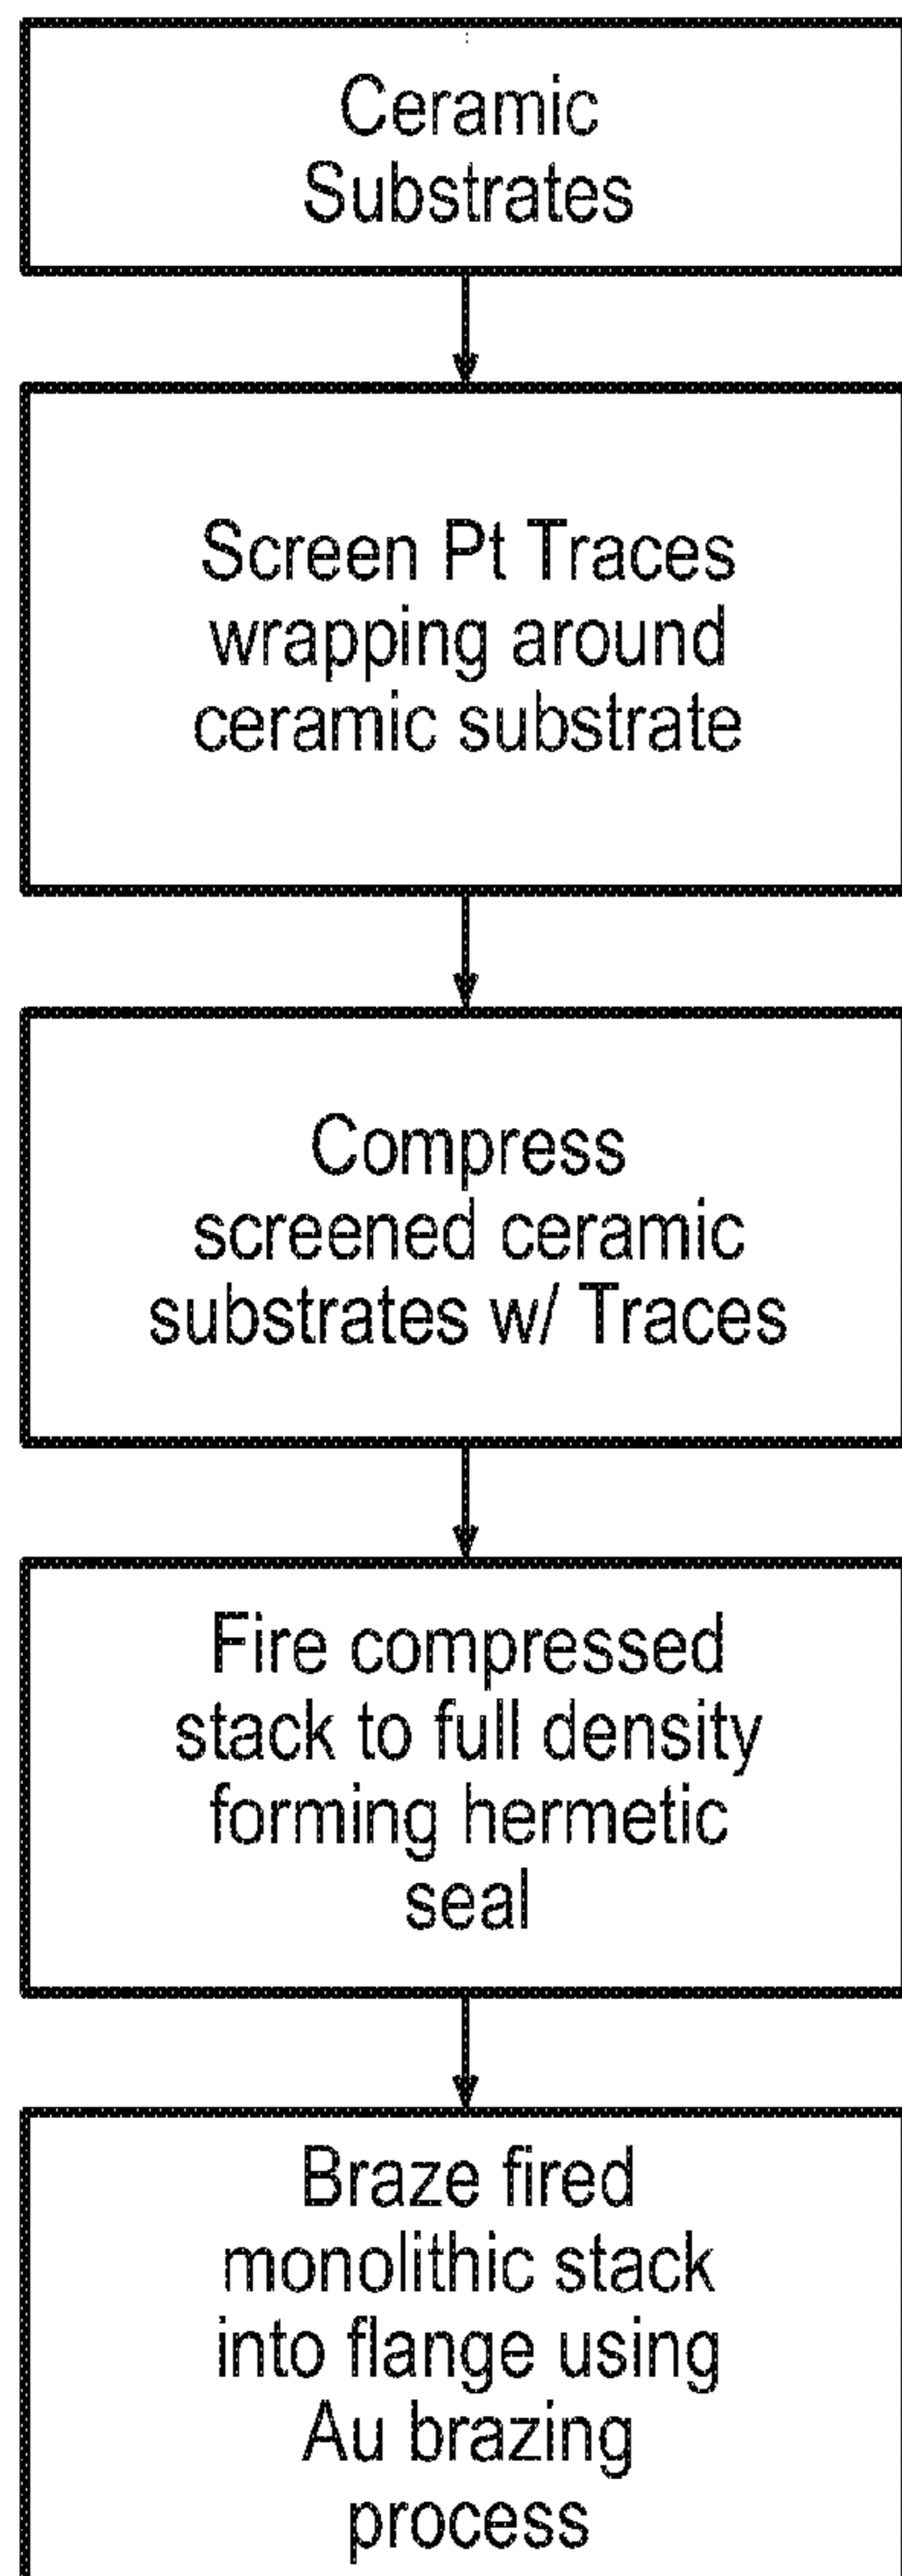 Ceramic
Substrates
Screen Pt Traces
wrapping around
ceramic substrate
Compress
screened ceramic
substrates w/ Traces
Fire compressed
stack to full density
forming hermetic
seal
Braze fired
monolithic stack
into flange using
Au brazing
process